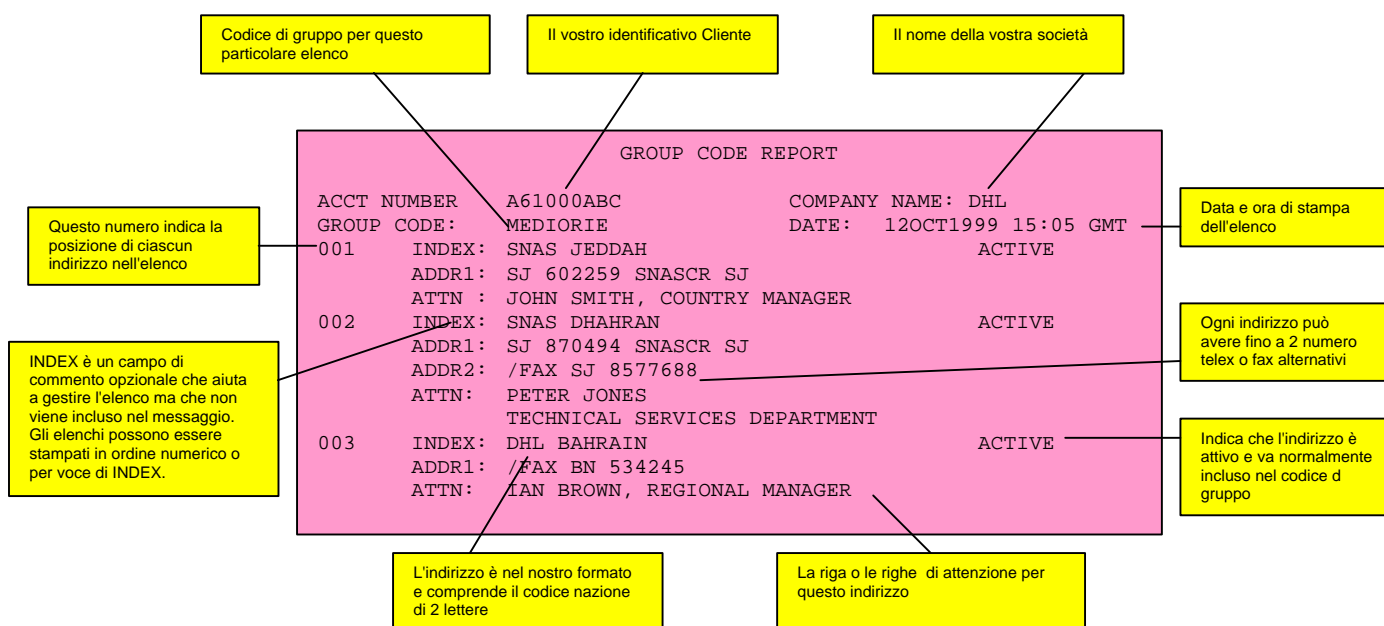 Codice di gruppo per questo
particolare elenco
Il vostro identificativo Cliente
Il nome della vostra società
GROUP CODE REPORT
ACCT NUMBER A61000ABC COMPANY NAME: DHL
GROUP CODE: MEDIORIE DATE: 12OCT1999 15:05 GMT
001 INDEX: SNAS JEDDAH ACTIVE
ADDR1: SJ 602259 SNASCR SJ
ATTN : JOHN SMITH, COUNTRY MANAGER
002 INDEX: SNAS DHAHRAN ACTIVE
ADDR1: SJ 870494 SNASCR SJ
ADDR2: /FAX SJ 8577688
ATTN: PETER JONES
TECHNICAL SERVICES DEPARTMENT
003 INDEX: DHL BAHRAIN ACTIVE
ADDR1: /FAX BN 534245
ATTN: IAN BROWN, REGIONAL MANAGER
Questo numero indica la
posizione di ciascun
indirizzo nell'elenco
INDEX è un campo di
commento opzionale che aiuta
a gestire l'elenco ma che non
viene incluso nel messaggio.
Gli elenchi possono essere
stampati in ordine numerico o
per voce di INDEX.
Data e ora di stampa
dell'elenco
Ogni indirizzo può
avere fino a 2 numero
telex o fax alternativi
Indica che l'indirizzo è
attivo e va normalmente
incluso nel codice d
gruppo
L'indirizzo è nel nostro formato
e comprende il codice nazione
di 2 lettere
La riga o le righe di attenzione per
questo indirizzo